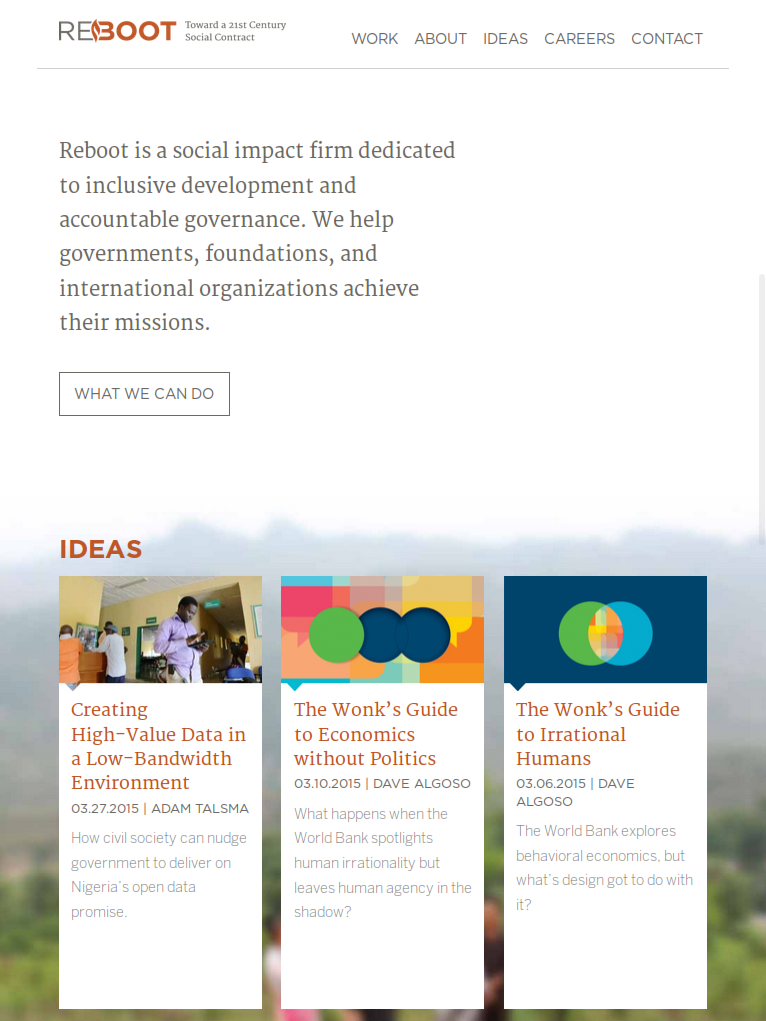 REBOOT
Toward a 21st Century
Social Contract
WORK ABOUT IDEAS CAREERS CONTACT
Reboot is a social impact firm dedicated
to inclusive development and
accountable governance. We help
governments, foundations, and
international organizations achieve
their missions.
WHAT WE CAN DO
IDEAS
Creating
High-Value Data in
a Low-Bandwidth
Environment
03.27.2015 | ADAM TALSMA
How civil society can nudge
government to deliver on
Nigeria's open data
promise.
The Wonk's Guide
to Economics
without Politics
03.10.2015 | DAVE ALGOSO
What happens when the
World Bank spotlights
human irrationality but
leaves human agency in the
shadow?
The Wonk's Guide
to Irrational
Humans
03.06.2015 | DAVE
ALGOSO
The World Bank explores
behavioral economics, but
what's design got to do with
it?